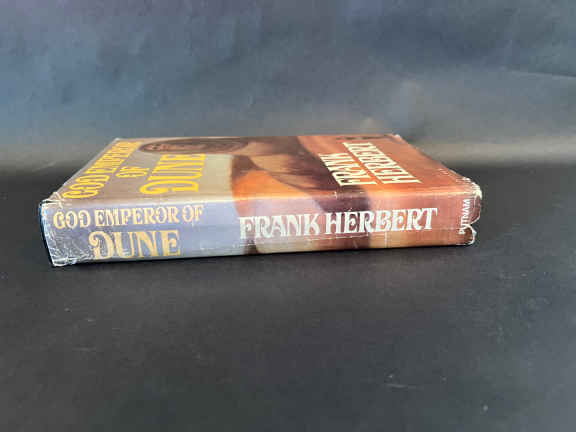 GOD EMPEROR
OF
DUNE
FRANK
HERBERT
GOD EMPEROR OF
DUNE
FRANK HERBERT
PUTNAM